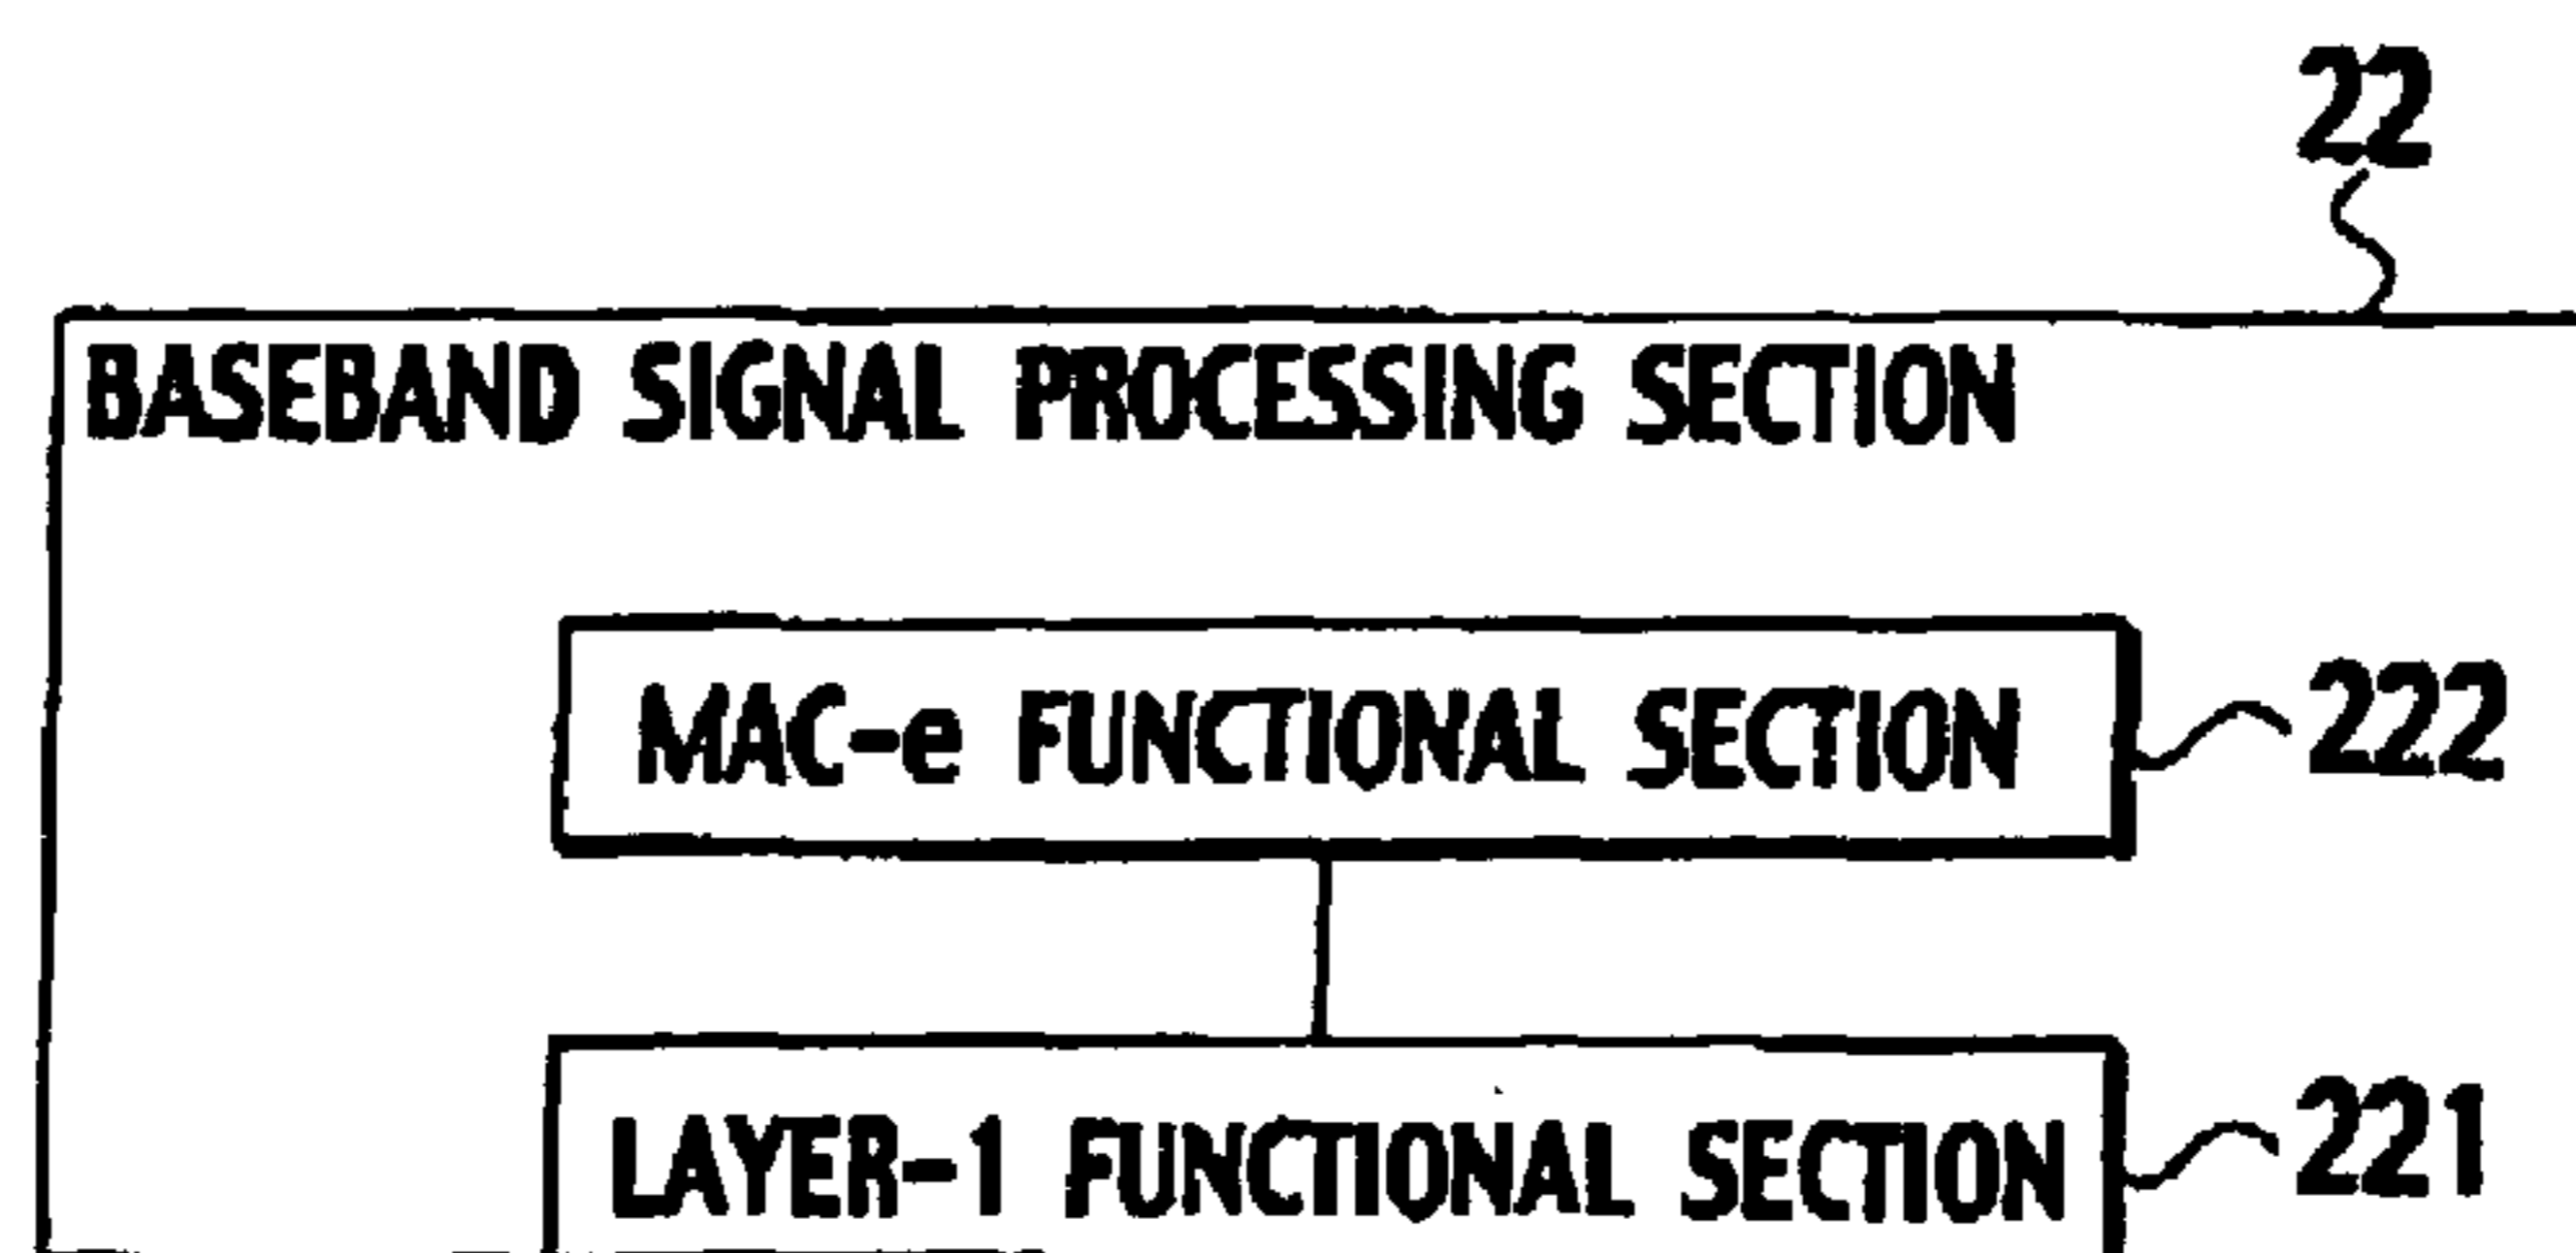 22
BASEBAND SIGNAL PROCESSING SECTION
MAC-e FUNCTIONAL SECTION
222
LAYER-1 FUNCTIONAL SECTION
221